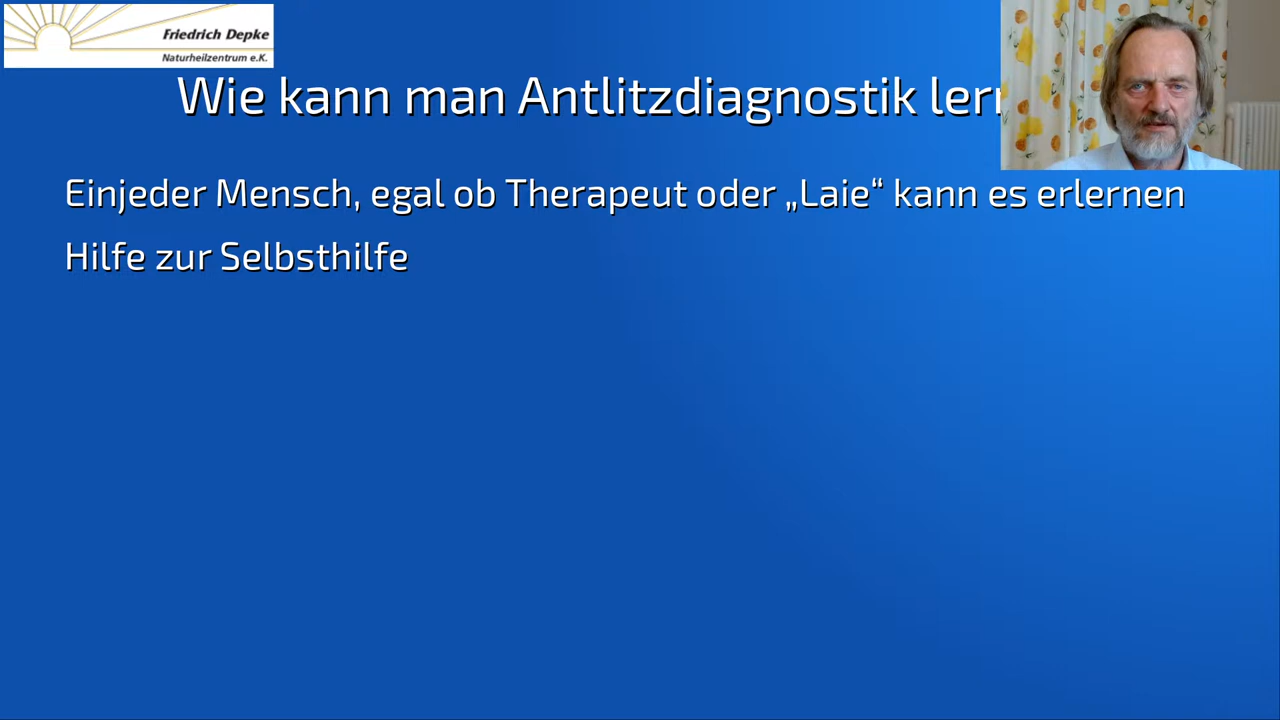 Friedrich Depke
Naturheilzentrum e.K.
Wie kann man Antlitzdiagnostik
Einjeder Mensch, egal ob Therapeut oder „Laie“ kann es erlernen
Hilfe zur Selbsthilfe